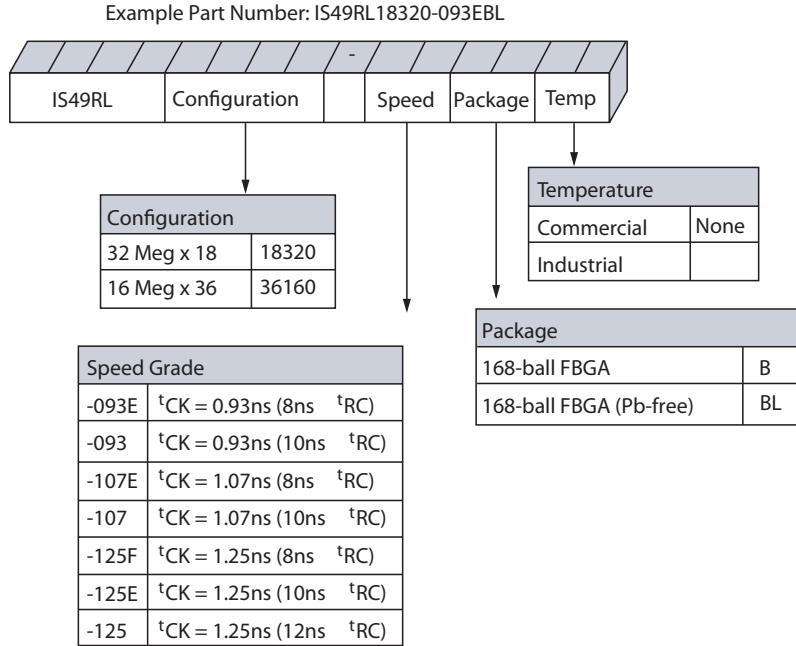 Example Part Number: IS49RL18320-093EBL
-
IS49RL Configuration Speed Package Temp
Temperature
Commercial None
Industrial
Configuration
32 Meg x 18 18320
16 Meg x 36 36160
Package
168-ball FBGA B
168-ball FBGA (Pb-free) BL
Speed Grade
-093E tCK = 0.93ns (8ns tRC)
-093 tCK = 0.93ns (10ns tRC)
-107E tCK = 1.07ns (8ns tRC)
-107 tCK = 1.07ns (10ns tRC)
-125F tCK = 1.25ns (8ns tRC)
-125E tCK = 1.25ns (10ns tRC)
-125 tCK = 1.25ns (12ns tRC)